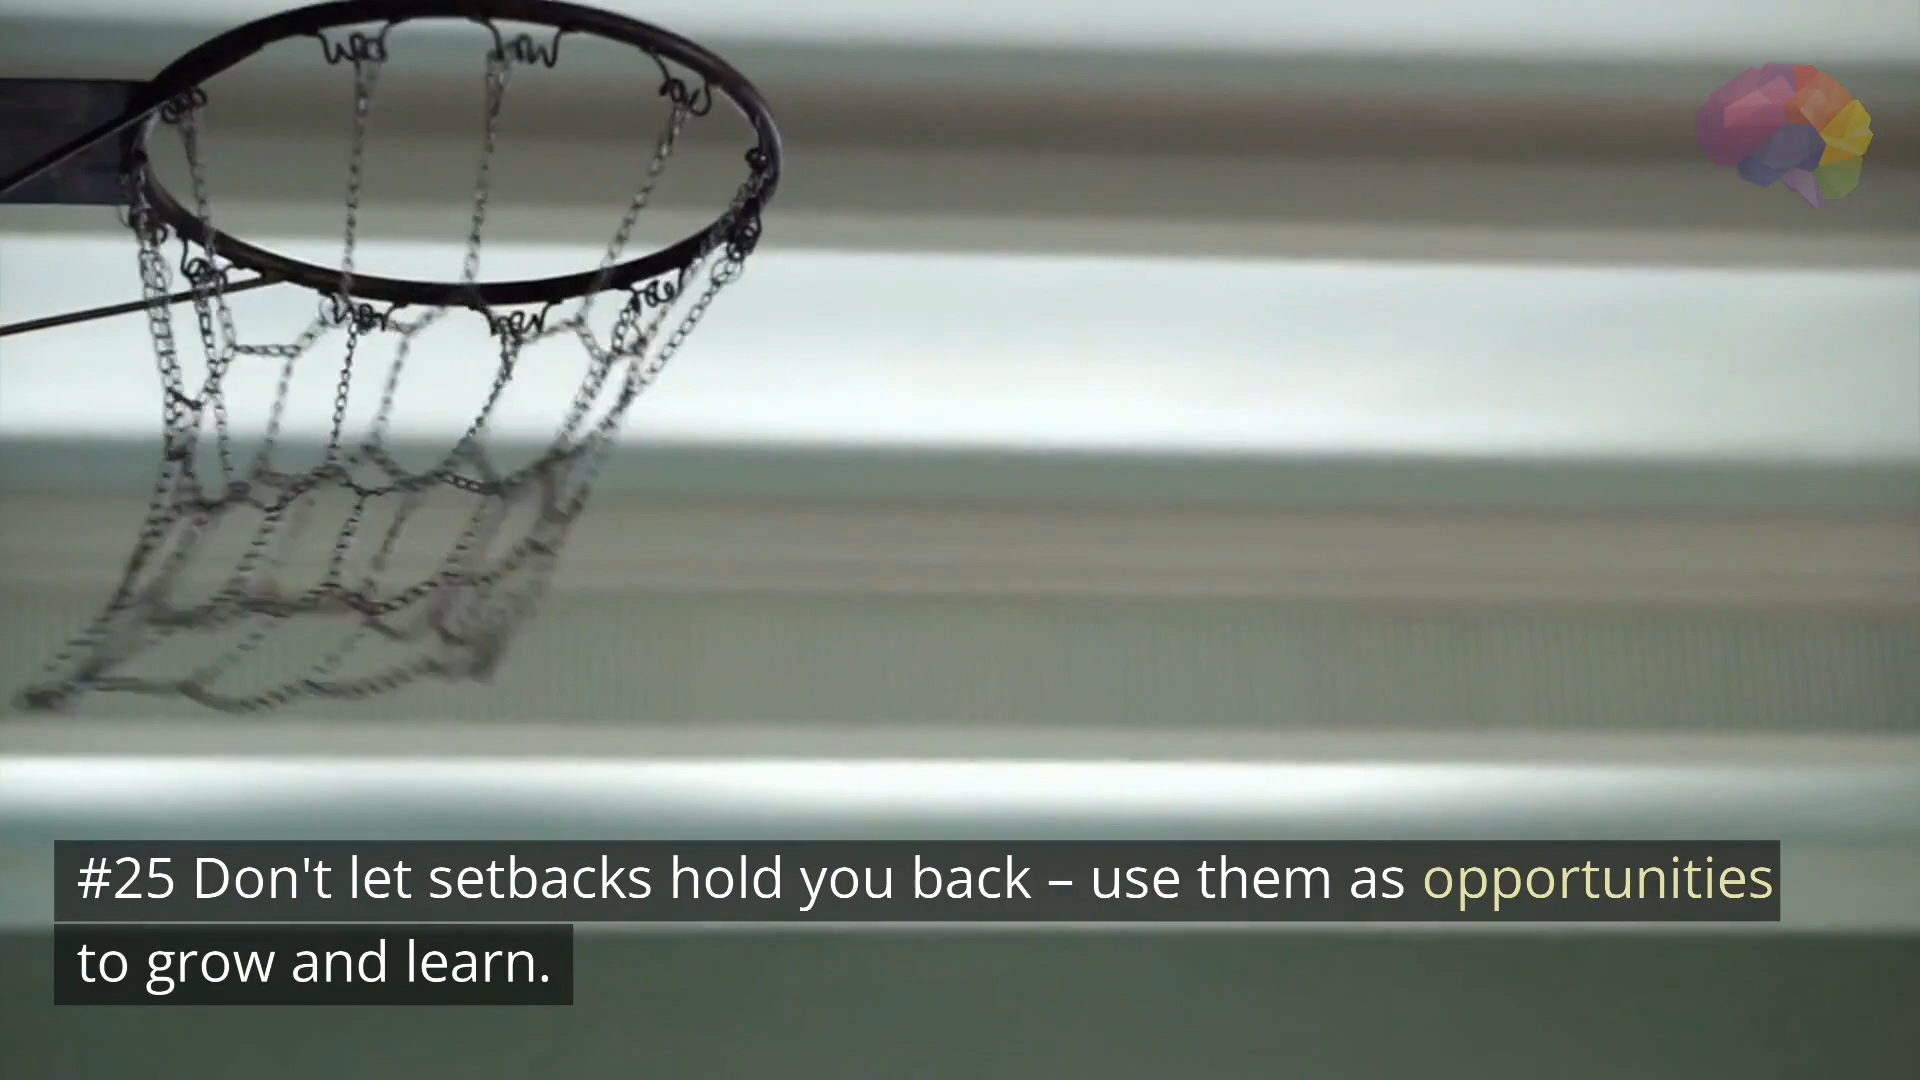 #25 Don't let setbacks hold you back – use them as opportunities
to grow and learn.